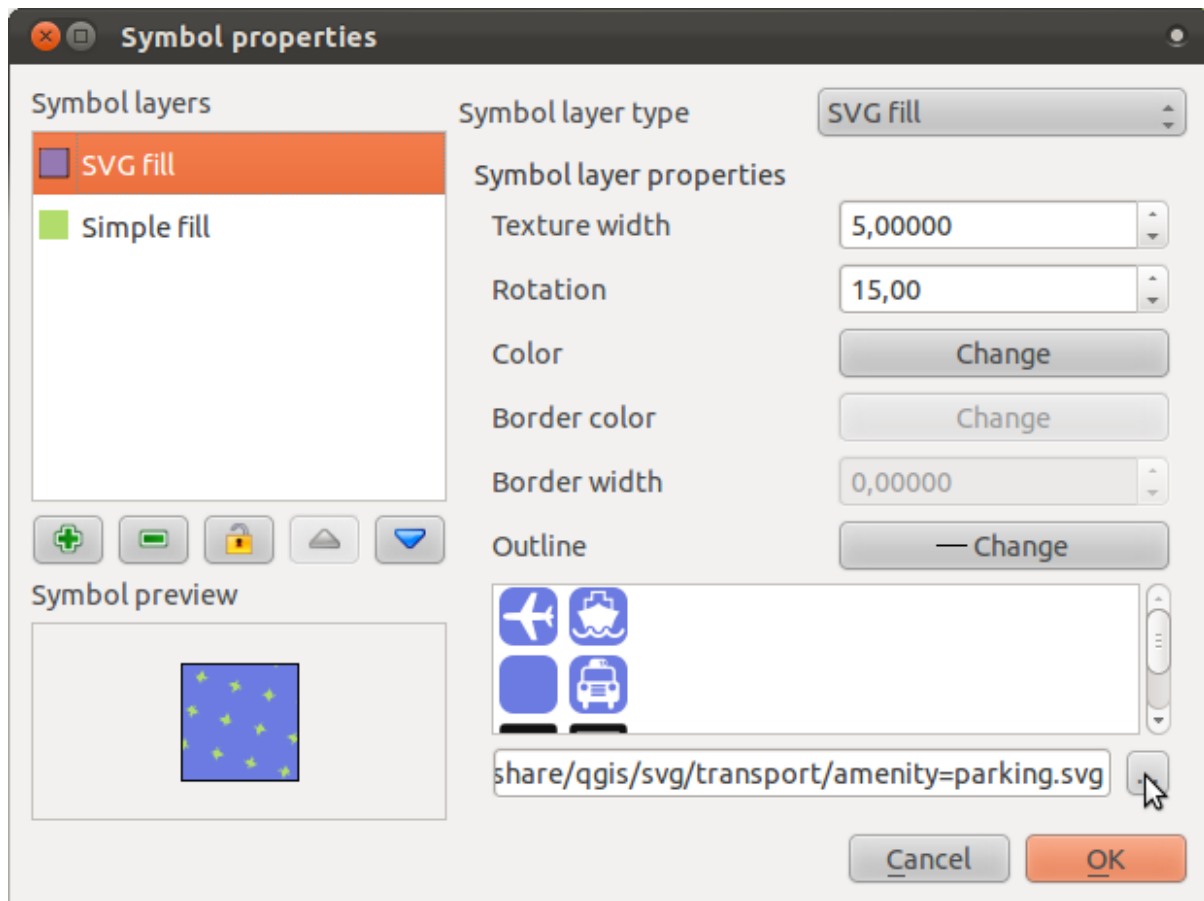 Symbol properties
Symbol layers
SVG fill
Simple fill
Symbol preview
Symbol layer type
SVG fill
Symbol layer properties
Texture width
5,00000
Rotation
15,00
Color
Change
Border color
Change
Border width
0,00000
Outline
Change
share/qgis/svg/transport/amenity=parking.svg
...
Cancel
OK